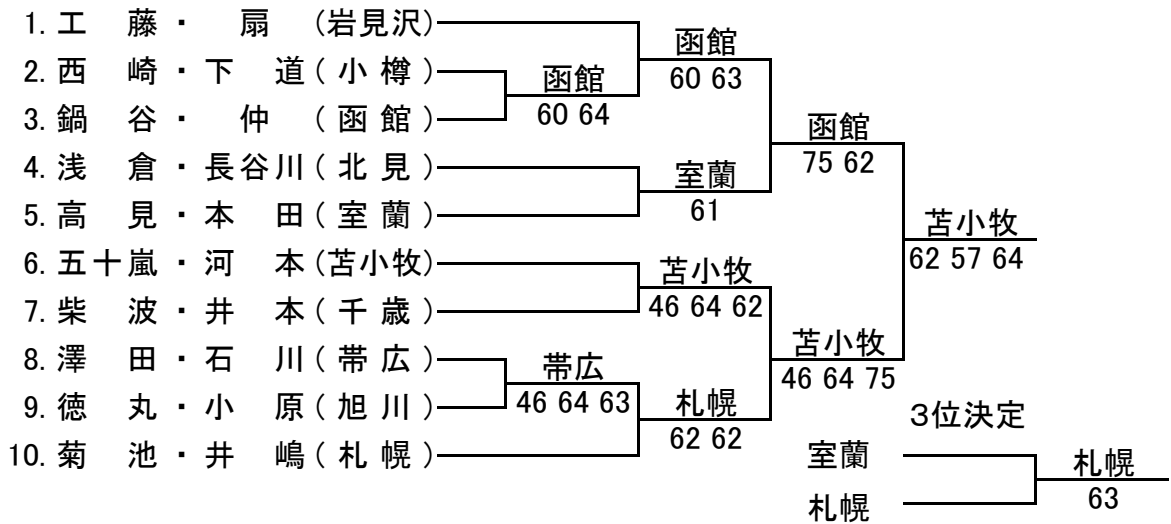 1. 工 藤 ・ 扇 (岩見沢)
函館
2. 西 崎 ・ 下 道 ( 小 樽 )
函館
60 63
3. 鍋 谷 ・ 仲 ( 函 館 )
60 64
函館
4. 浅 倉 ・ 長谷川 ( 北 見 )
室蘭
75 62
5. 高 見 ・ 本 田 ( 室 蘭 )
61
苫小牧
6. 五十嵐 ・ 河 本 (苫小牧)
苫小牧
62 57 64
7. 柴 波 ・ 井 本 ( 千 歳 )
46 64 62
8. 澤 田 ・ 石 川 ( 帯 広 )
帯広
苫小牧
46 64 75
9. 徳 丸 ・ 小 原 ( 旭 川 )
46 64 63
札幌
3位決定
10. 菊 池 ・ 井 嶋 ( 札 幌 )
62 62
室蘭
札幌
札幌
63